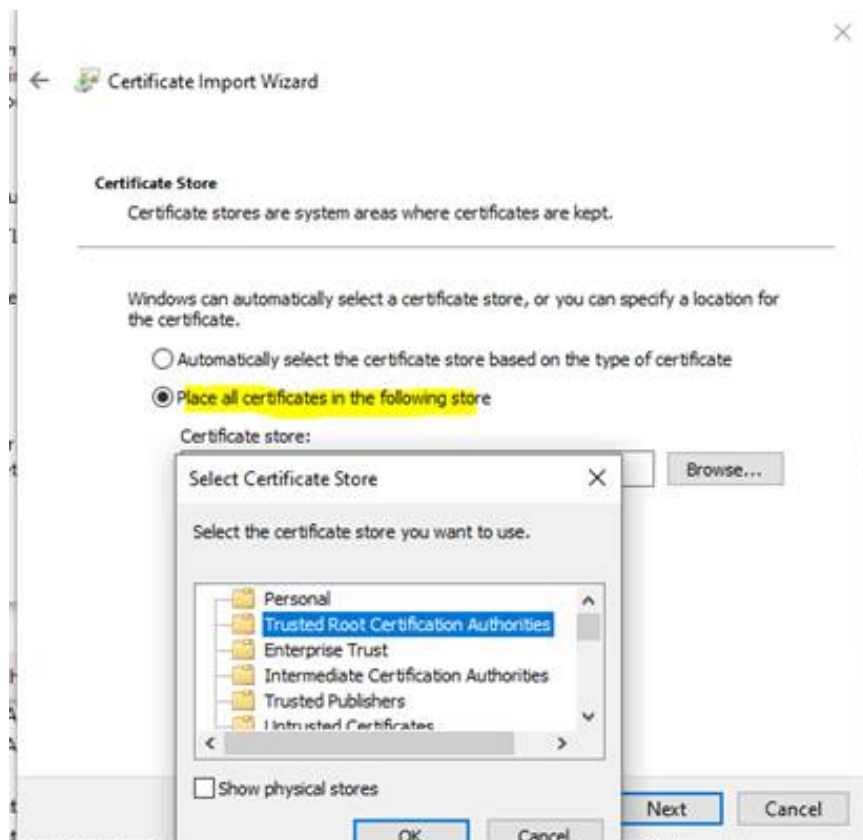 Certificate Import Wizard
Certificate Store
Certificate stores are system areas where certificates are kept.
Windows can automatically select a certificate store, or you can specify a location for
the certificate.
Automatically select the certificate store based on the type of certificate
Place all certificates in the following store
Certificate store:
Browse...
Select Certificate Store
Select the certificate store you want to use.
Personal
Trusted Root Certification Authorities
Enterprise Trust
Intermediate Certification Authorities
Trusted Publishers
Untrusted Certificates
Show physical stores
OK
Cancel
Next
Cancel